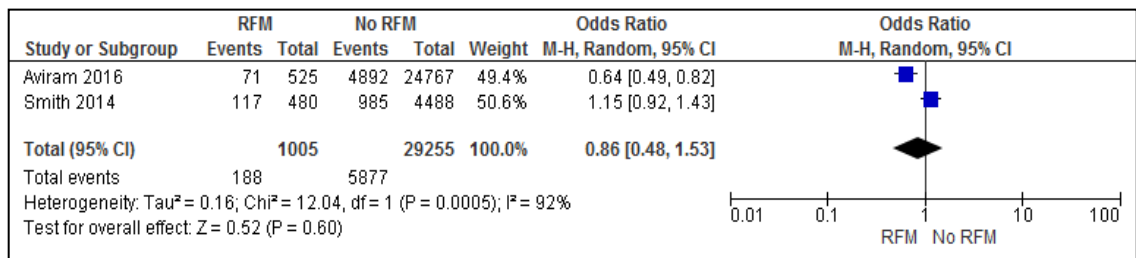 RFM No RFM Odds Ratio Odds Ratio
Study or Subgroup Events Total Events Total Weight M-H, Random, 95% CI M-H, Random, 95% CI
Aviram 2016 71 525 4892 24767 49.4% 0.64 [0.49, 0.82]
Smith 2014 117 480 985 4488 50.6% 1.15 [0.92, 1.43]
Total (95% CI) 1005 29255 100.0% 0.86 [0.48, 1.53]
Total events 188 5877
Heterogeneity: Tau² = 0.16; Chi² = 12.04, df = 1 (P = 0.0005); I² = 92%
Test for overall effect: Z = 0.52 (P = 0.60)
0.01 0.1 1 10 100
RFM No RFM